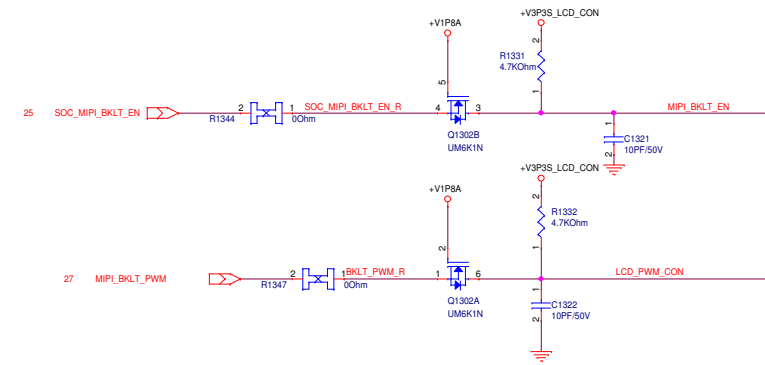 +V3P3S_LCD_CON
+V1P8A
2
R1331
4.7KOhm
5
1
25 SOC_MIPI_BKLT_EN 2 1 SOC_MIPI_BKLT_EN_R 4 3 MIPI_BKLT_EN
R1344 0Ohm
1
Q1302B
C1321
UM6K1N
2
10PF/50V
+V3P3S_LCD_CON
+V1P8A
2
R1332
4.7KOhm
2
1
27 MIPI_BKLT_PWM 2 1 BKLT_PWM_R 1 6 LCD_PWM_CON
R1347 0Ohm
1
Q1302A
C1322
UM6K1N
2
10PF/50V